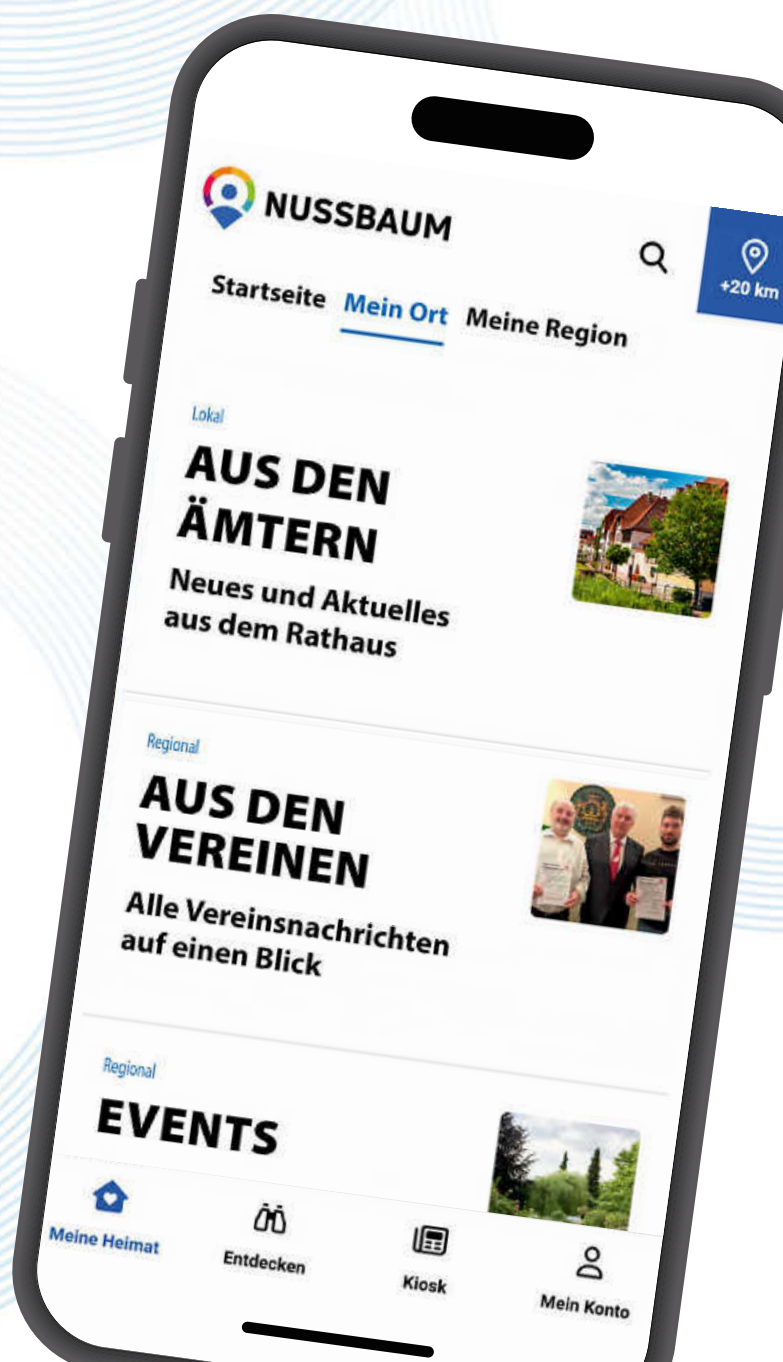 NUSSBAUM
+20 km
Startseite Mein Ort Meine Region
Lokal
AUS DEN
ÄMTERN
Neues und Aktuelles
aus dem Rathaus
Regional
AUS DEN
VEREINEN
Alle Vereinsnachrichten
auf einen Blick
Regional
EVENTS
Meine Heimat
Entdecken
Kiosk
Mein Konto